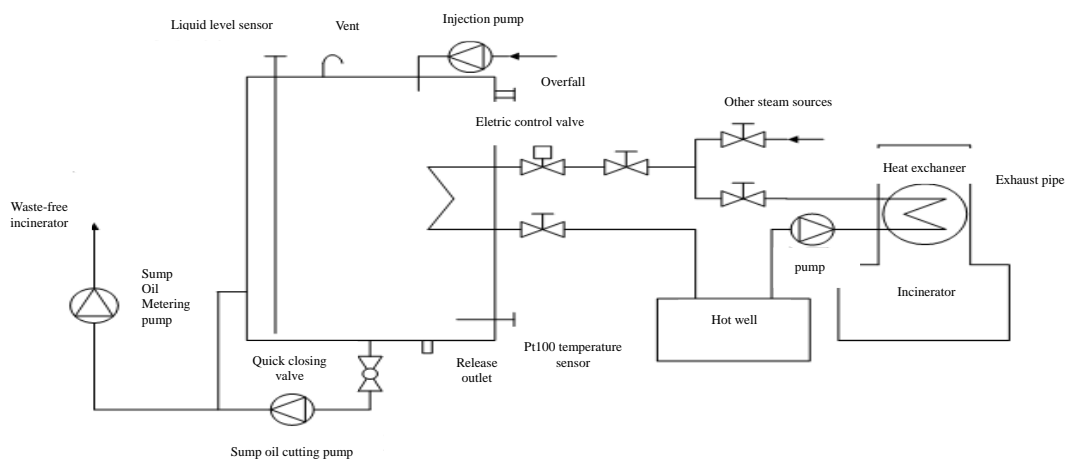 Liquid level sensor
Vent
Injection pump
Overfall
Eletric control valve
Other steam sources
Heat exchanger
Exhaust pipe
Waste-free
incinerator
Sump
Oil
Metering
pump
pump
Incinerator
Hot well
Quick closing
valve
Release
outlet
Pt100 temperature
sensor
Sump oil cutting pump